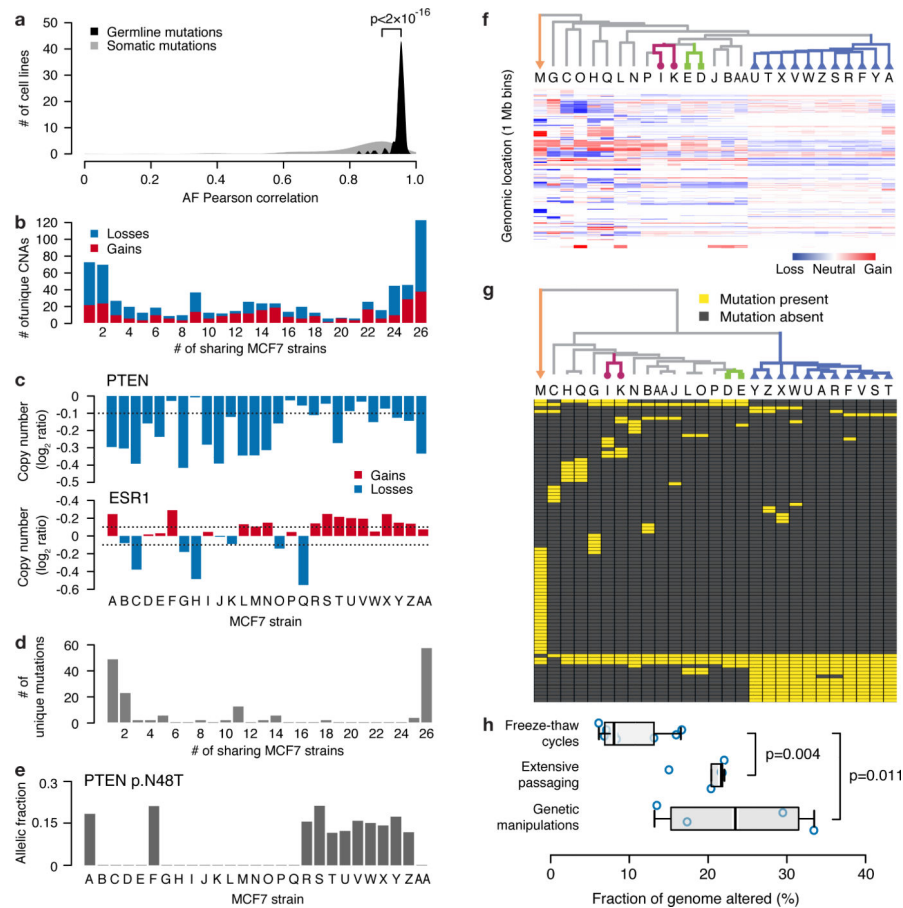 a
p<2×10-16
Germline mutations
Somatic mutations
# of cell lines
50
40
30
20
10
0
0 0.2 0.4 0.6 0.8 1.0
AF Pearson correlation
b
Losses
Gains
# ofunique CNAs
120
100
80
60
40
20
0
2 4 6 8 10 12 14 16 18 20 22 24 26
# of sharing MCF7 strains
c
PTEN
Copy number
(log2 ratio)
0
-0.1
-0.2
-0.3
-0.4
-0.5
Gains
Losses
ESR1
Copy number
(log2 ratio)
-0.4
-0.2
0
-0.2
-0.4
-0.6
A B C D E F G H I J K L M N O P Q R S T U V W X Y Z AA
MCF7 strain
d
# of
unique mutations
60
40
20
0
2 4 6 8 10 12 14 16 18 20 22 24 26
# of sharing MCF7 strains
e
PTEN p.N48T
Allelic fraction
0.3
0.15
0
A B C D E F G H I J K L M N O P Q R S T U V W X Y Z AA
MCF7 strain
f
M G C O H Q L N P I K E D J B AA U T X V W Z S R F Y A
Genomic location (1 Mb bins)
Loss Neutral Gain
g
Mutation present
Mutation absent
M C H Q G I K N B AA J L O P D E Y Z X W U A R F V S T
h
Freeze-thaw
cycles
Extensive
passaging
Genetic
manipulations
p=0.004
p=0.011
0 10 20 30 40
Fraction of genome altered (%)